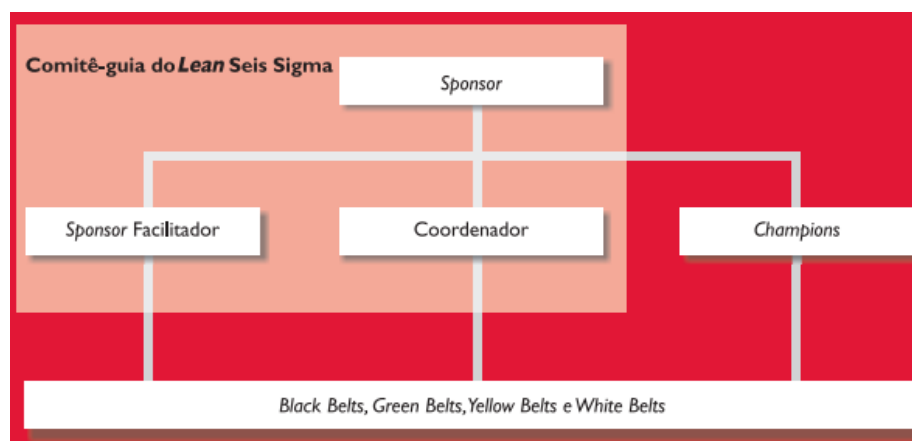 Comitê-guia do Lean Seis Sigma
Sponsor
Sponsor Facilitador
Coordenador
Champions
Black Belts, Green Belts, Yellow Belts e White Belts